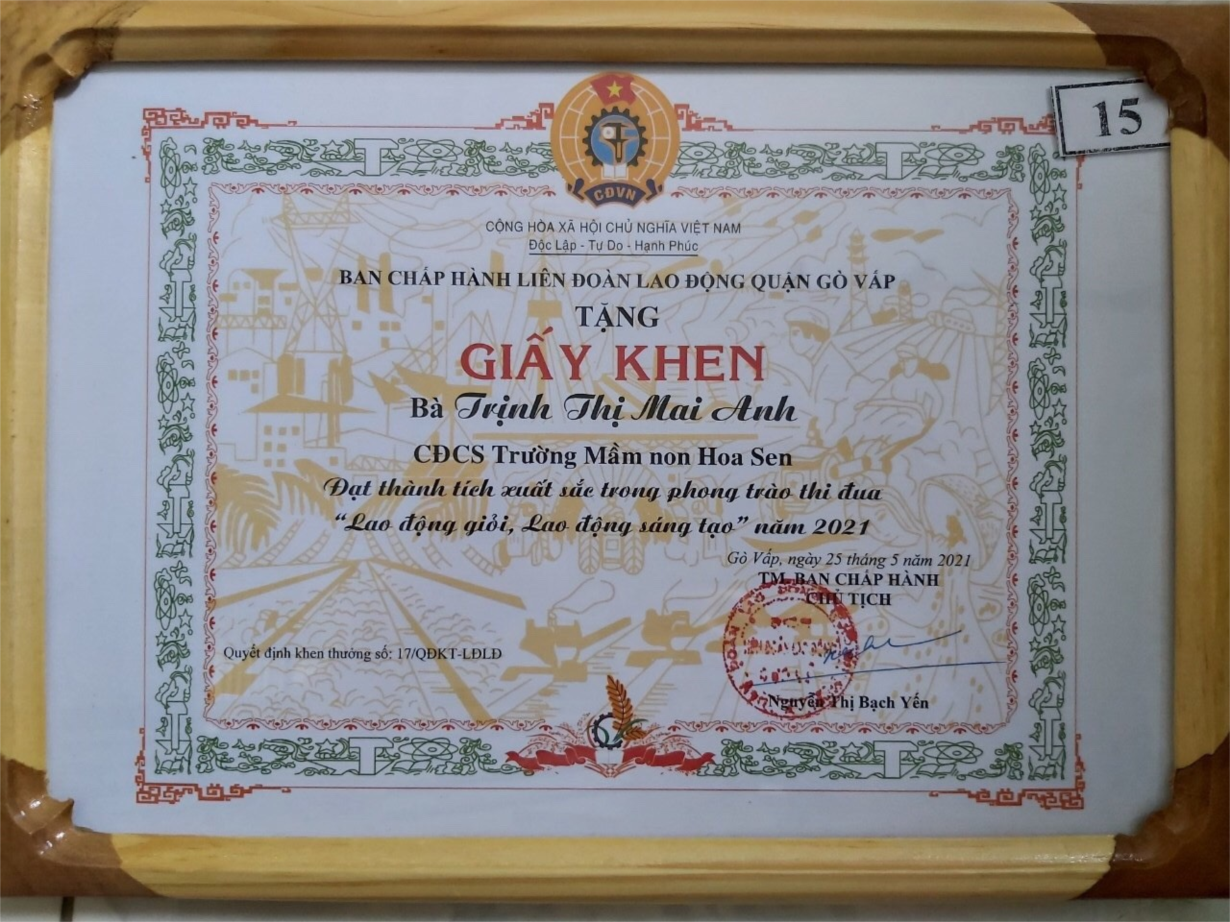 15
CĐVN
CỘNG HÒA XÃ HỘI CHỦ NGHĨA VIỆT NAM
Độc Lập - Tự Do - Hạnh Phúc
BAN CHẤP HÀNH LIÊN ĐOÀN LAO ĐỘNG QUẬN GÒ VẤP
TẶNG
GIẤY KHEN
Bà Trịnh Thị Mai Anh
CĐCS Trường Mầm non Hoa Sen
Đạt thành tích xuất sắc trong phong trào thi đua
“Lao động giỏi, Lao động sáng tạo” năm 2021
Gò Vấp, ngày 25 tháng 5 năm 2021
TM. BAN CHẤP HÀNH
CHỦ TỊCH
Quyết định khen thưởng số: 17/QĐKT-LĐLĐ
Nguyễn Thị Bạch Yến